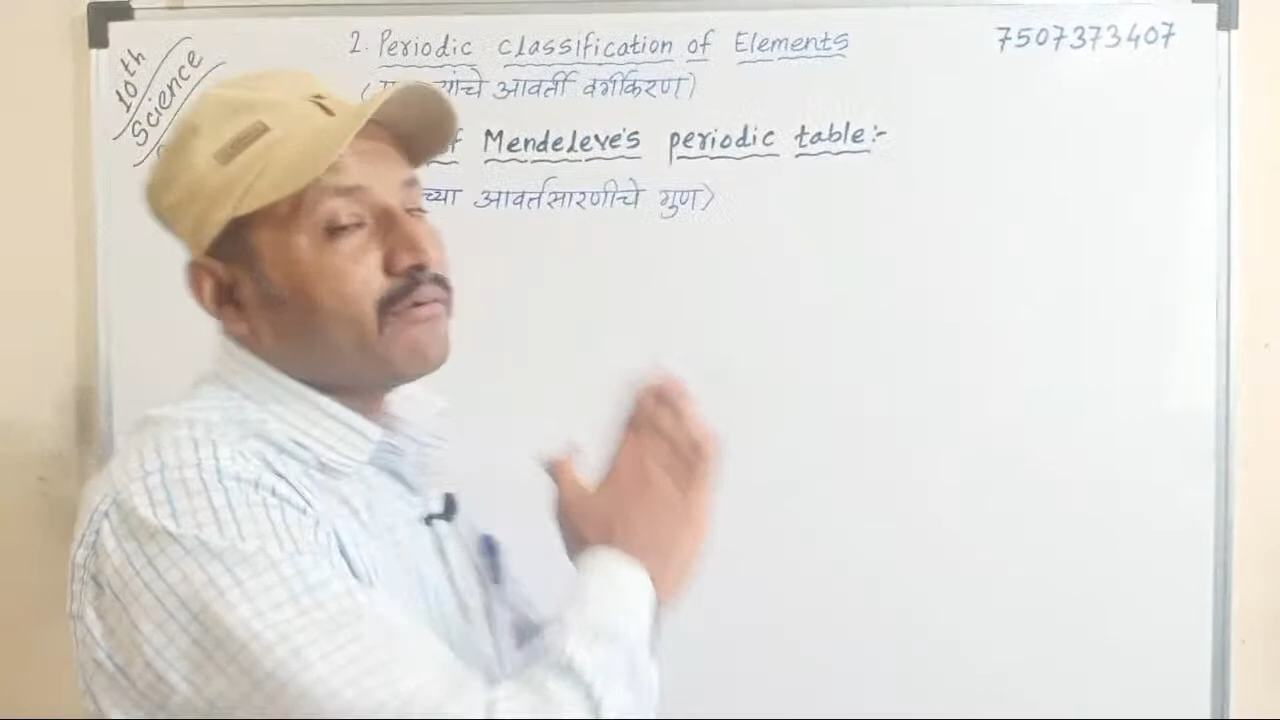 10th
Science
2. Periodic classification of Elements
7507373407
आवर्ती वर्गीकरण)
Mendeleve's periodic table:-
आवर्तसारणीचे गुण)